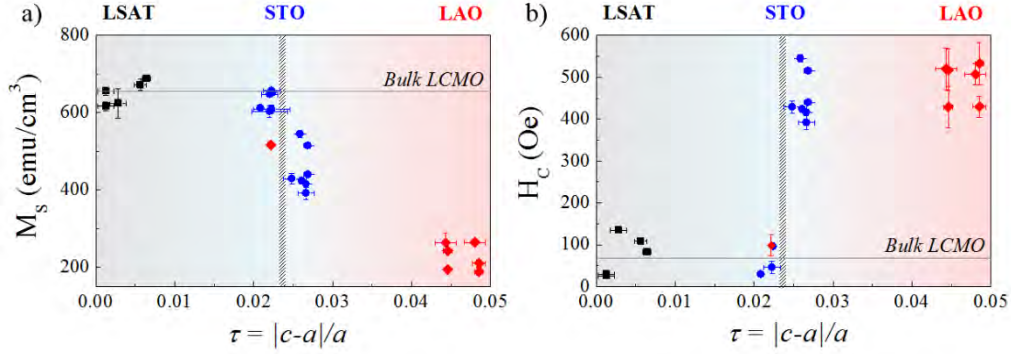 a)
LSAT
STO
LAO
800
600
400
200
M_S (emu/cm³)
Bulk LCMO
0.00
0.01
0.02
0.03
0.04
0.05
τ = |c-a|/a
b)
LSAT
STO
LAO
600
500
400
300
200
100
0
H_C (Oe)
Bulk LCMO
0.00
0.01
0.02
0.03
0.04
0.05
τ = |c-a|/a